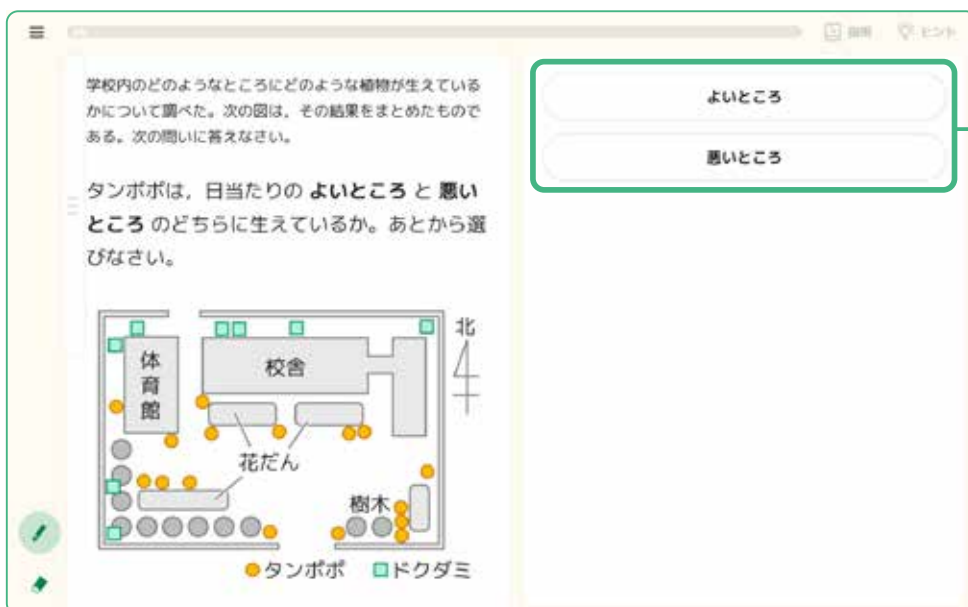 説明
ヒント
学校内のどのようなところにどのような植物が生えている
かについて調べた。次の図は，その結果をまとめたもので
ある。次の問いに答えなさい。
タンポポは，日当たりの よいところ と 悪い
ところ のどちらに生えているか。あとから選
びなさい。
北
体育館
校舎
花だん
樹木
タンポポ
ドクダミ
よいところ
悪いところ